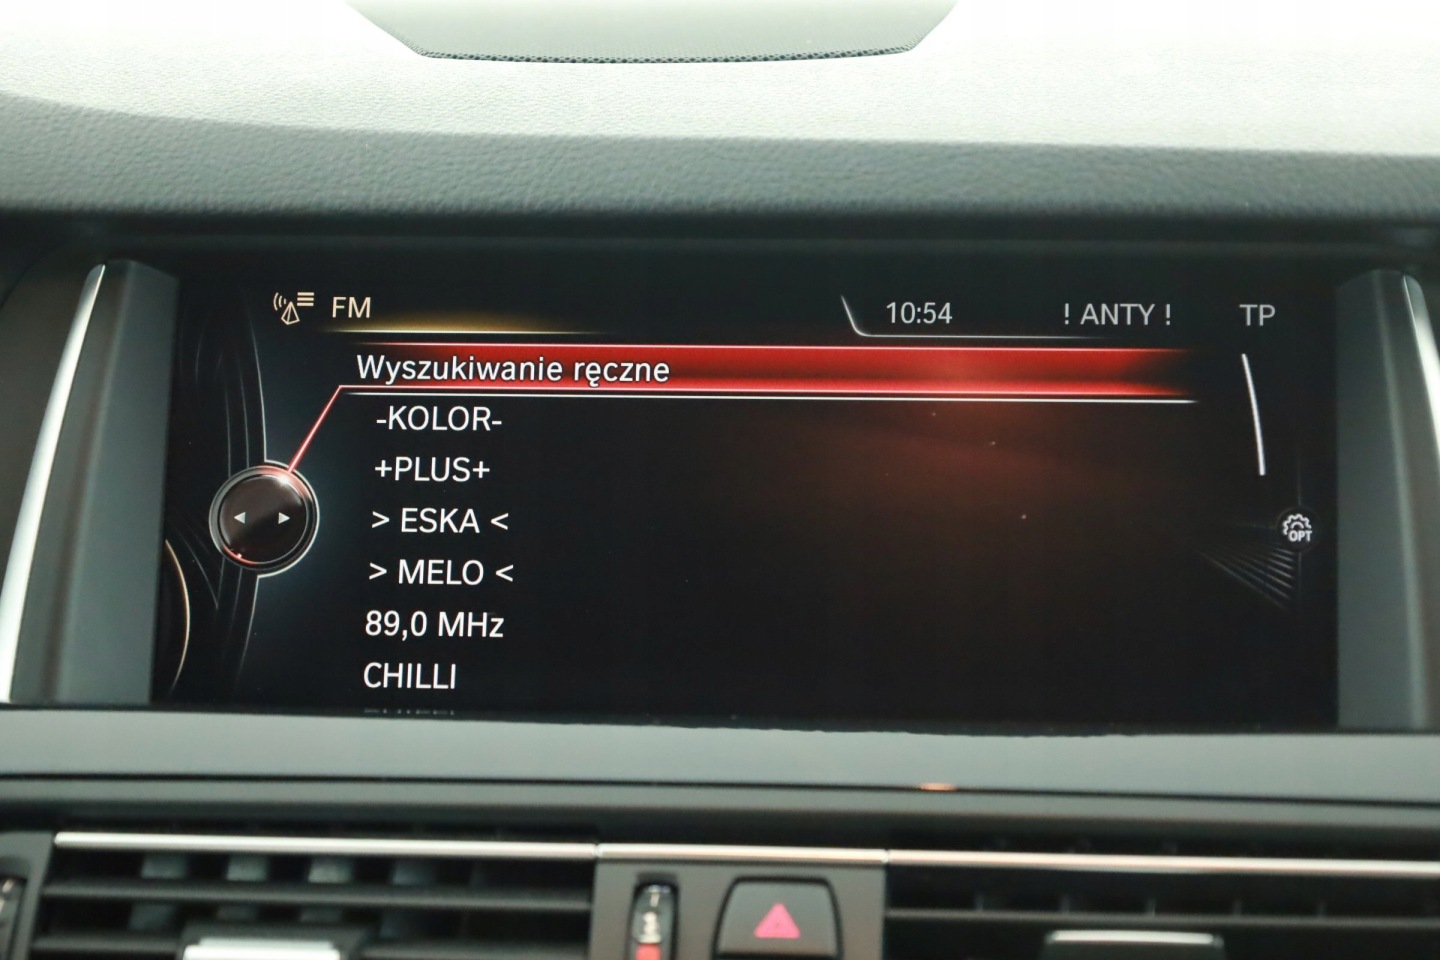 FM
10:54
! ANTY !
TP
Wyszukiwanie ręczne
-KOLOR-
+PLUS+
> ESKA <
> MELO <
89,0 MHz
CHILLI
OPT